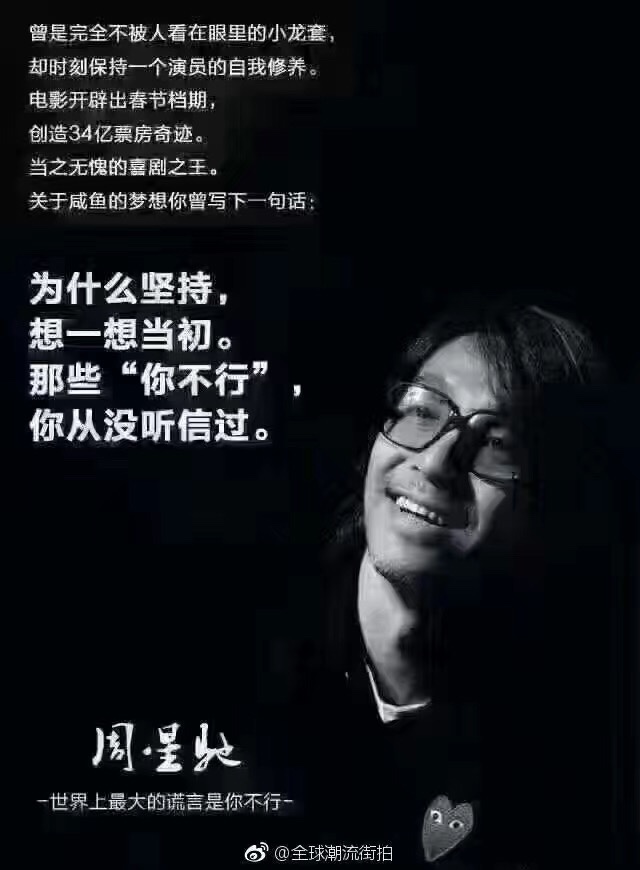 曾是完全不被人看在眼里的小龙套，
却时刻保持一个演员的自我修养。
电影开辟出春节档期，
创造34亿票房奇迹。
当之无愧的喜剧之王。
关于咸鱼的梦想你曾写下一句话：
为什么坚持，
想一想当初。
那些“你不行”，
你从没听信过。
周星驰
-世界上最大的谎言是你不行-
@全球潮流街拍